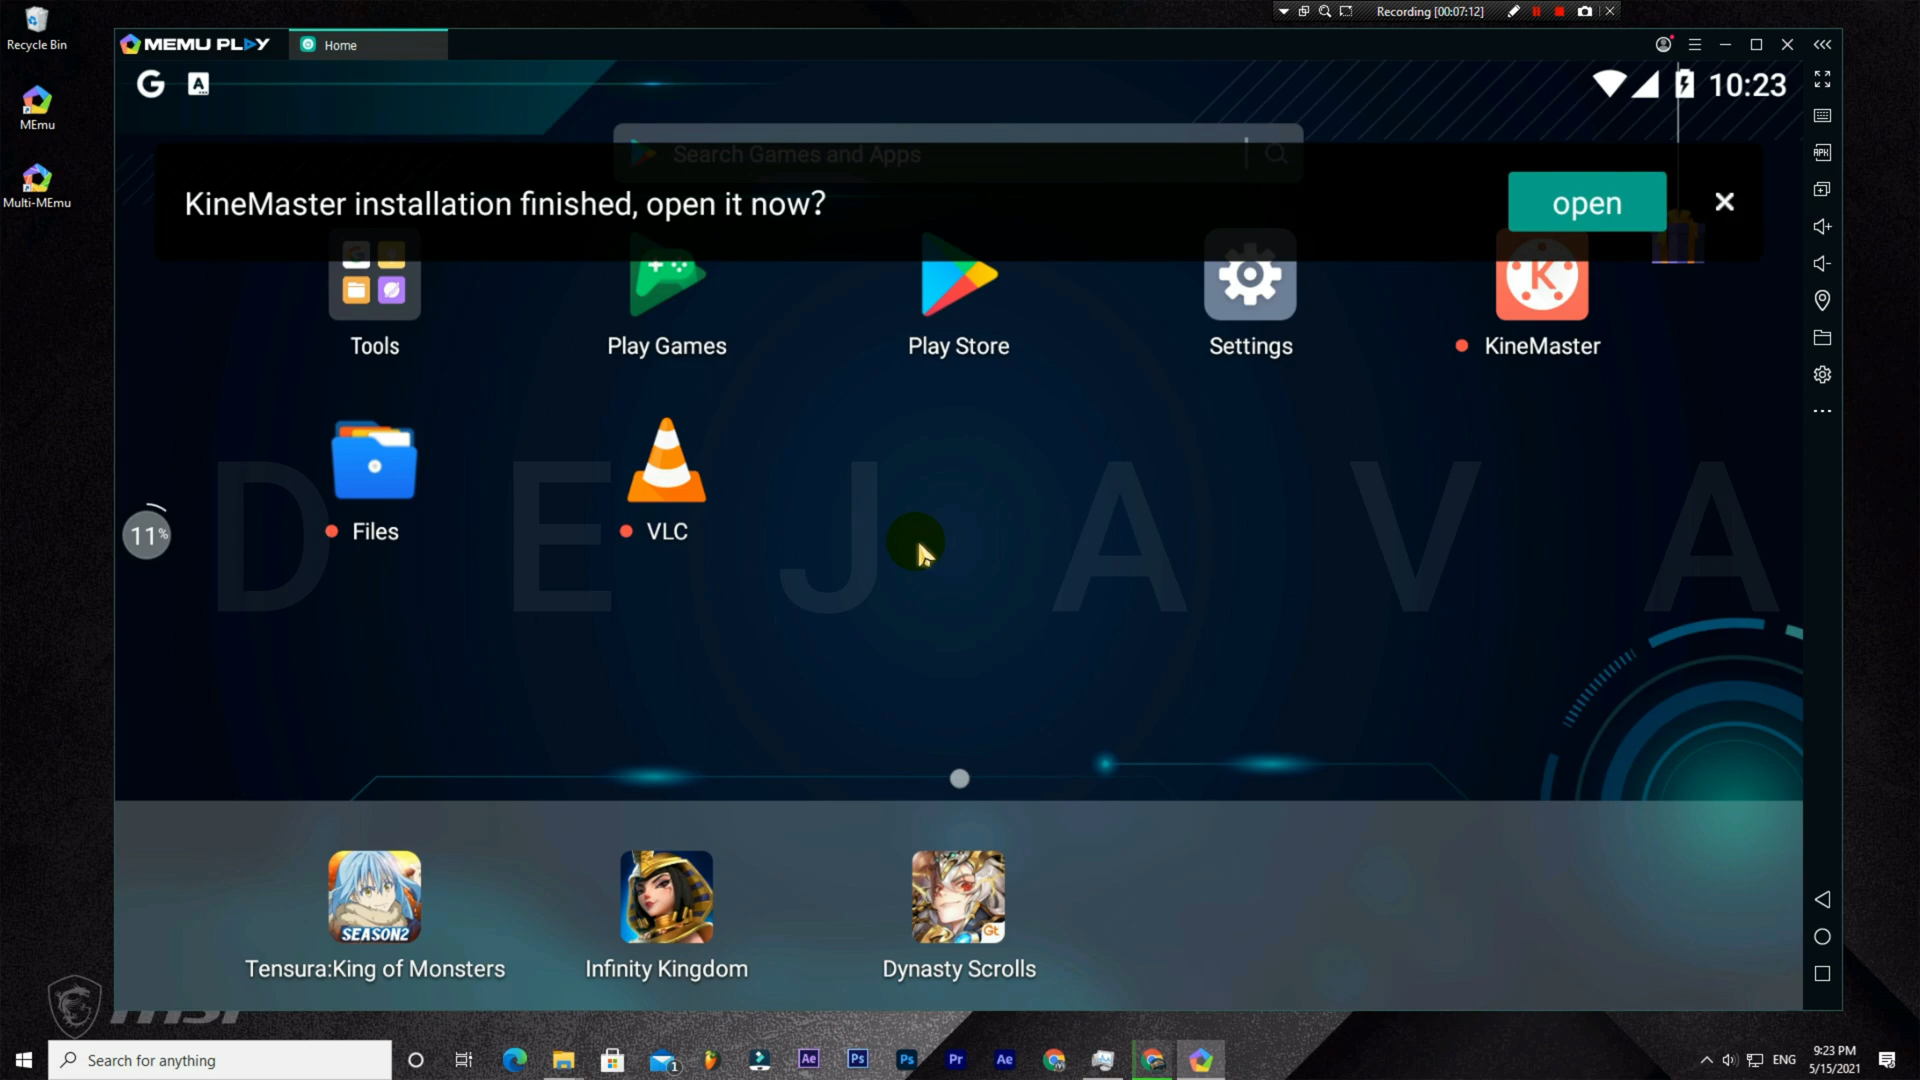 Recycle Bin
Recording [00:07:12]
MEMU PLAY
Home
10:23
MEmu
Search Games and Apps
KineMaster installation finished, open it now?
open
Multi-MEmu
Tools
Play Games
Play Store
Settings
KineMaster
DEJAVA
11%
Files
VLC
SEASON2
Gt
Tensura:King of Monsters
Infinity Kingdom
Dynasty Scrolls
Search for anything
1
Ae
Ps
Ps
Pr
Ae
ENG
9:23 PM
5/15/2021